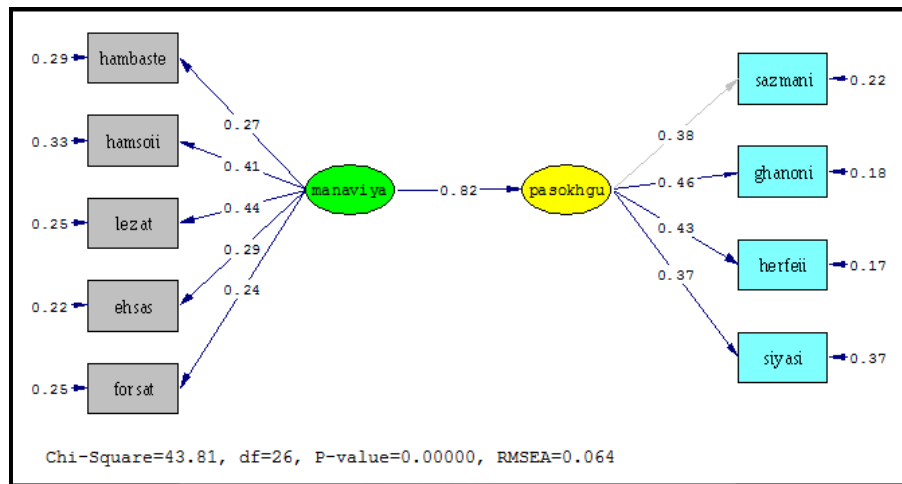 0.29
hambaste
0.27
0.33
hamsoii
0.41
0.25
lezat
0.44
0.22
ehsas
0.29
0.25
forsat
0.24
manaviya
0.82
pasokhgu
0.38
sazmani
0.22
0.46
ghanoni
0.18
0.43
herfeii
0.17
0.37
siyasi
0.37
Chi-Square=43.81, df=26, P-value=0.00000, RMSEA=0.064